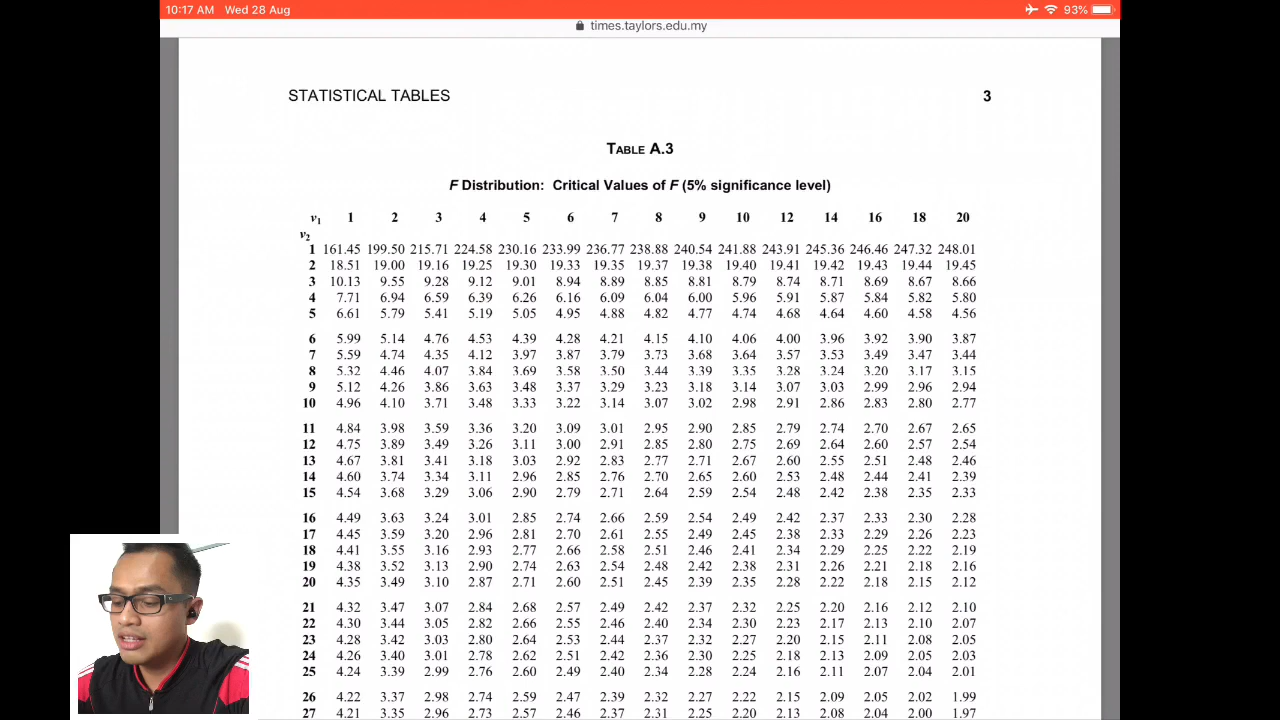 10:17 AM Wed 28 Aug 93%
times.taylors.edu.my
STATISTICAL TABLES 3
TABLE A.3
F Distribution: Critical Values of F (5% significance level)
v1 1 2 3 4 5 6 7 8 9 10 12 14 16 18 20
v2
1 161.45 199.50 215.71 224.58 230.16 233.99 236.77 238.88 240.54 241.88 243.91 245.36 246.46 247.32 248.01
2 18.51 19.00 19.16 19.25 19.30 19.33 19.35 19.37 19.38 19.40 19.41 19.42 19.43 19.44 19.45
3 10.13 9.55 9.28 9.12 9.01 8.94 8.89 8.85 8.81 8.79 8.74 8.71 8.69 8.67 8.66
4 7.71 6.94 6.59 6.39 6.26 6.16 6.09 6.04 6.00 5.96 5.91 5.87 5.84 5.82 5.80
5 6.61 5.79 5.41 5.19 5.05 4.95 4.88 4.82 4.77 4.74 4.68 4.64 4.60 4.58 4.56
6 5.99 5.14 4.76 4.53 4.39 4.28 4.21 4.15 4.10 4.06 4.00 3.96 3.92 3.90 3.87
7 5.59 4.74 4.35 4.12 3.97 3.87 3.79 3.73 3.68 3.64 3.57 3.53 3.49 3.47 3.44
8 5.32 4.46 4.07 3.84 3.69 3.58 3.50 3.44 3.39 3.35 3.28 3.24 3.20 3.17 3.15
9 5.12 4.26 3.86 3.63 3.48 3.37 3.29 3.23 3.18 3.14 3.07 3.03 2.99 2.96 2.94
10 4.96 4.10 3.71 3.48 3.33 3.22 3.14 3.07 3.02 2.98 2.91 2.86 2.83 2.80 2.77
11 4.84 3.98 3.59 3.36 3.20 3.09 3.01 2.95 2.90 2.85 2.79 2.74 2.70 2.67 2.65
12 4.75 3.89 3.49 3.26 3.11 3.00 2.91 2.85 2.80 2.75 2.69 2.64 2.60 2.57 2.54
13 4.67 3.81 3.41 3.18 3.03 2.92 2.83 2.77 2.71 2.67 2.60 2.55 2.51 2.48 2.46
14 4.60 3.74 3.34 3.11 2.96 2.85 2.76 2.70 2.65 2.60 2.53 2.48 2.44 2.41 2.39
15 4.54 3.68 3.29 3.06 2.90 2.79 2.71 2.64 2.59 2.54 2.48 2.42 2.38 2.35 2.33
16 4.49 3.63 3.24 3.01 2.85 2.74 2.66 2.59 2.54 2.49 2.42 2.37 2.33 2.30 2.28
17 4.45 3.59 3.20 2.96 2.81 2.70 2.61 2.55 2.49 2.45 2.38 2.33 2.29 2.26 2.23
18 4.41 3.55 3.16 2.93 2.77 2.66 2.58 2.51 2.46 2.41 2.34 2.29 2.25 2.22 2.19
19 4.38 3.52 3.13 2.90 2.74 2.63 2.54 2.48 2.42 2.38 2.31 2.26 2.21 2.18 2.16
20 4.35 3.49 3.10 2.87 2.71 2.60 2.51 2.45 2.39 2.35 2.28 2.22 2.18 2.15 2.12
21 4.32 3.47 3.07 2.84 2.68 2.57 2.49 2.42 2.37 2.32 2.25 2.20 2.16 2.12 2.10
22 4.30 3.44 3.05 2.82 2.66 2.55 2.46 2.40 2.34 2.30 2.23 2.17 2.13 2.10 2.07
23 4.28 3.42 3.03 2.80 2.64 2.55 2.44 2.37 2.32 2.27 2.20 2.15 2.11 2.08 2.05
24 4.26 3.40 3.01 2.78 2.62 2.51 2.42 2.36 2.30 2.25 2.18 2.13 2.09 2.05 2.03
25 4.24 3.39 2.99 2.76 2.60 2.49 2.40 2.34 2.28 2.24 2.16 2.11 2.07 2.04 2.01
26 4.22 3.37 2.98 2.74 2.59 2.47 2.39 2.32 2.27 2.22 2.15 2.09 2.05 2.02 1.99
27 4.21 3.35 2.96 2.73 2.57 2.46 2.37 2.31 2.25 2.20 2.13 2.08 2.04 2.00 1.97